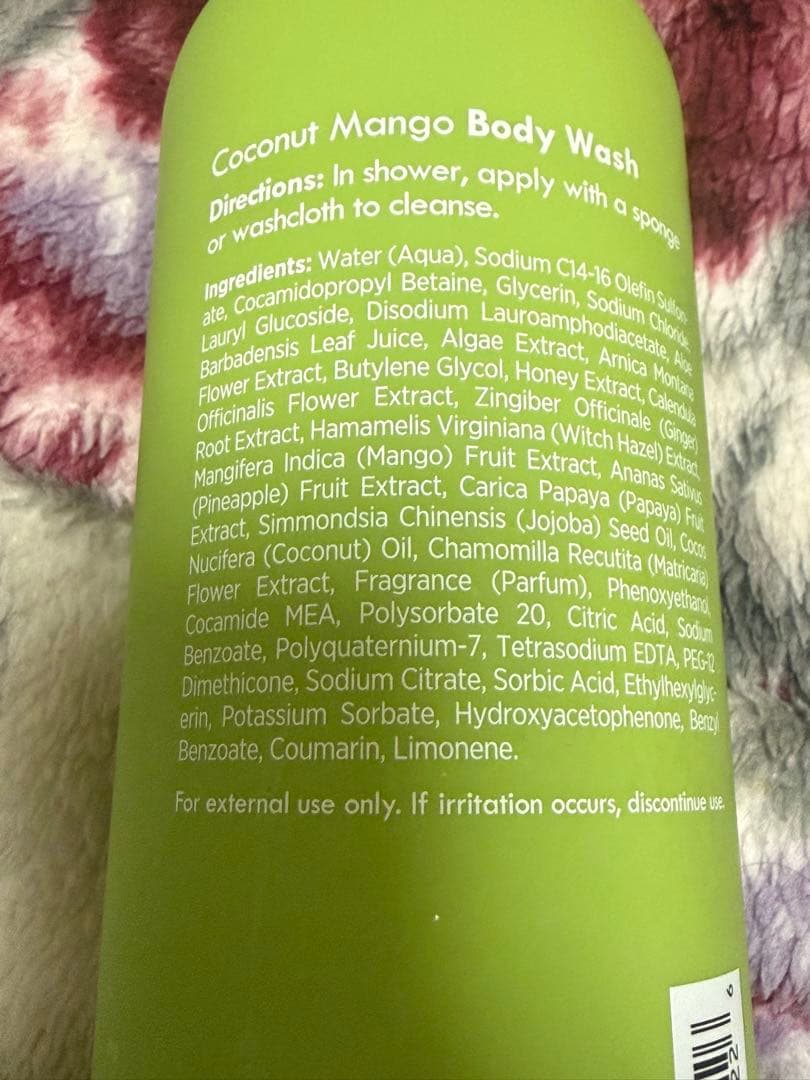 Coconut Mango Body Wash
Directions: In shower, apply with a sponge
or washcloth to cleanse.
Ingredients: Water (Aqua), Sodium C14-16 Olefin Sulfon-
ate, Cocamidopropyl Betaine, Glycerin, Sodium Chloride,
Lauryl Glucoside, Disodium Lauroamphodiacetate, Aloe
Barbadensis Leaf Juice, Algae Extract, Arnica Montana
Flower Extract, Butylene Glycol, Honey Extract, Calendula
Officinalis Flower Extract, Zingiber Officinale (Ginger)
Root Extract, Hamamelis Virginiana (Witch Hazel) Extract,
Mangifera Indica (Mango) Fruit Extract, Ananas Sativus
(Pineapple) Fruit Extract, Carica Papaya (Papaya) Fruit
Extract, Simmondsia Chinensis (Jojoba) Seed Oil, Cocos
Nucifera (Coconut) Oil, Chamomilla Recutita (Matricaria)
Flower Extract, Fragrance (Parfum), Phenoxyethanol,
Cocamide MEA, Polysorbate 20, Citric Acid, Sodium
Benzoate, Polyquaternium-7, Tetrasodium EDTA, PEG-12
Dimethicone, Sodium Citrate, Sorbic Acid, Ethylhexylglyc-
erin, Potassium Sorbate, Hydroxyacetophenone, Benzyl
Benzoate, Coumarin, Limonene.
For external use only. If irritation occurs, discontinue use.
22 6